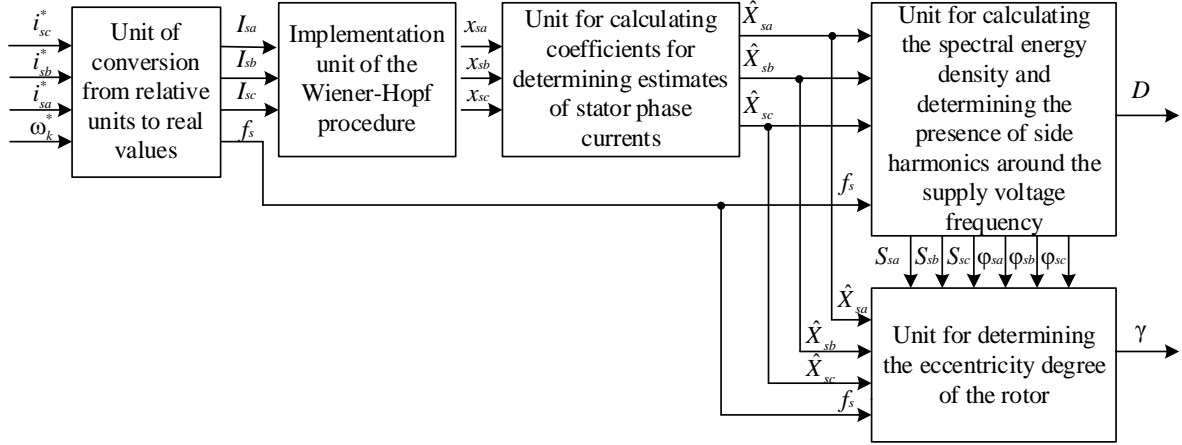 i*sc
i*sb
i*sa
ω*k
Unit of
conversion
from relative
units to real
values
Isa
Isb
Isc
fs
Implementation
unit of the
Wiener-Hopf
procedure
xsa
xsb
xsc
Unit for calculating
coefficients for
determining estimates
of stator phase
currents
X̂sa
X̂sb
X̂sc
fs
Unit for calculating
the spectral energy
density and
determining the
presence of side
harmonics around the
supply voltage
frequency
D
Ssa Ssb Ssc φsa φsb φsc
X̂sa
X̂sb
X̂sc
fs
Unit for determining
the eccentricity degree
of the rotor
γ